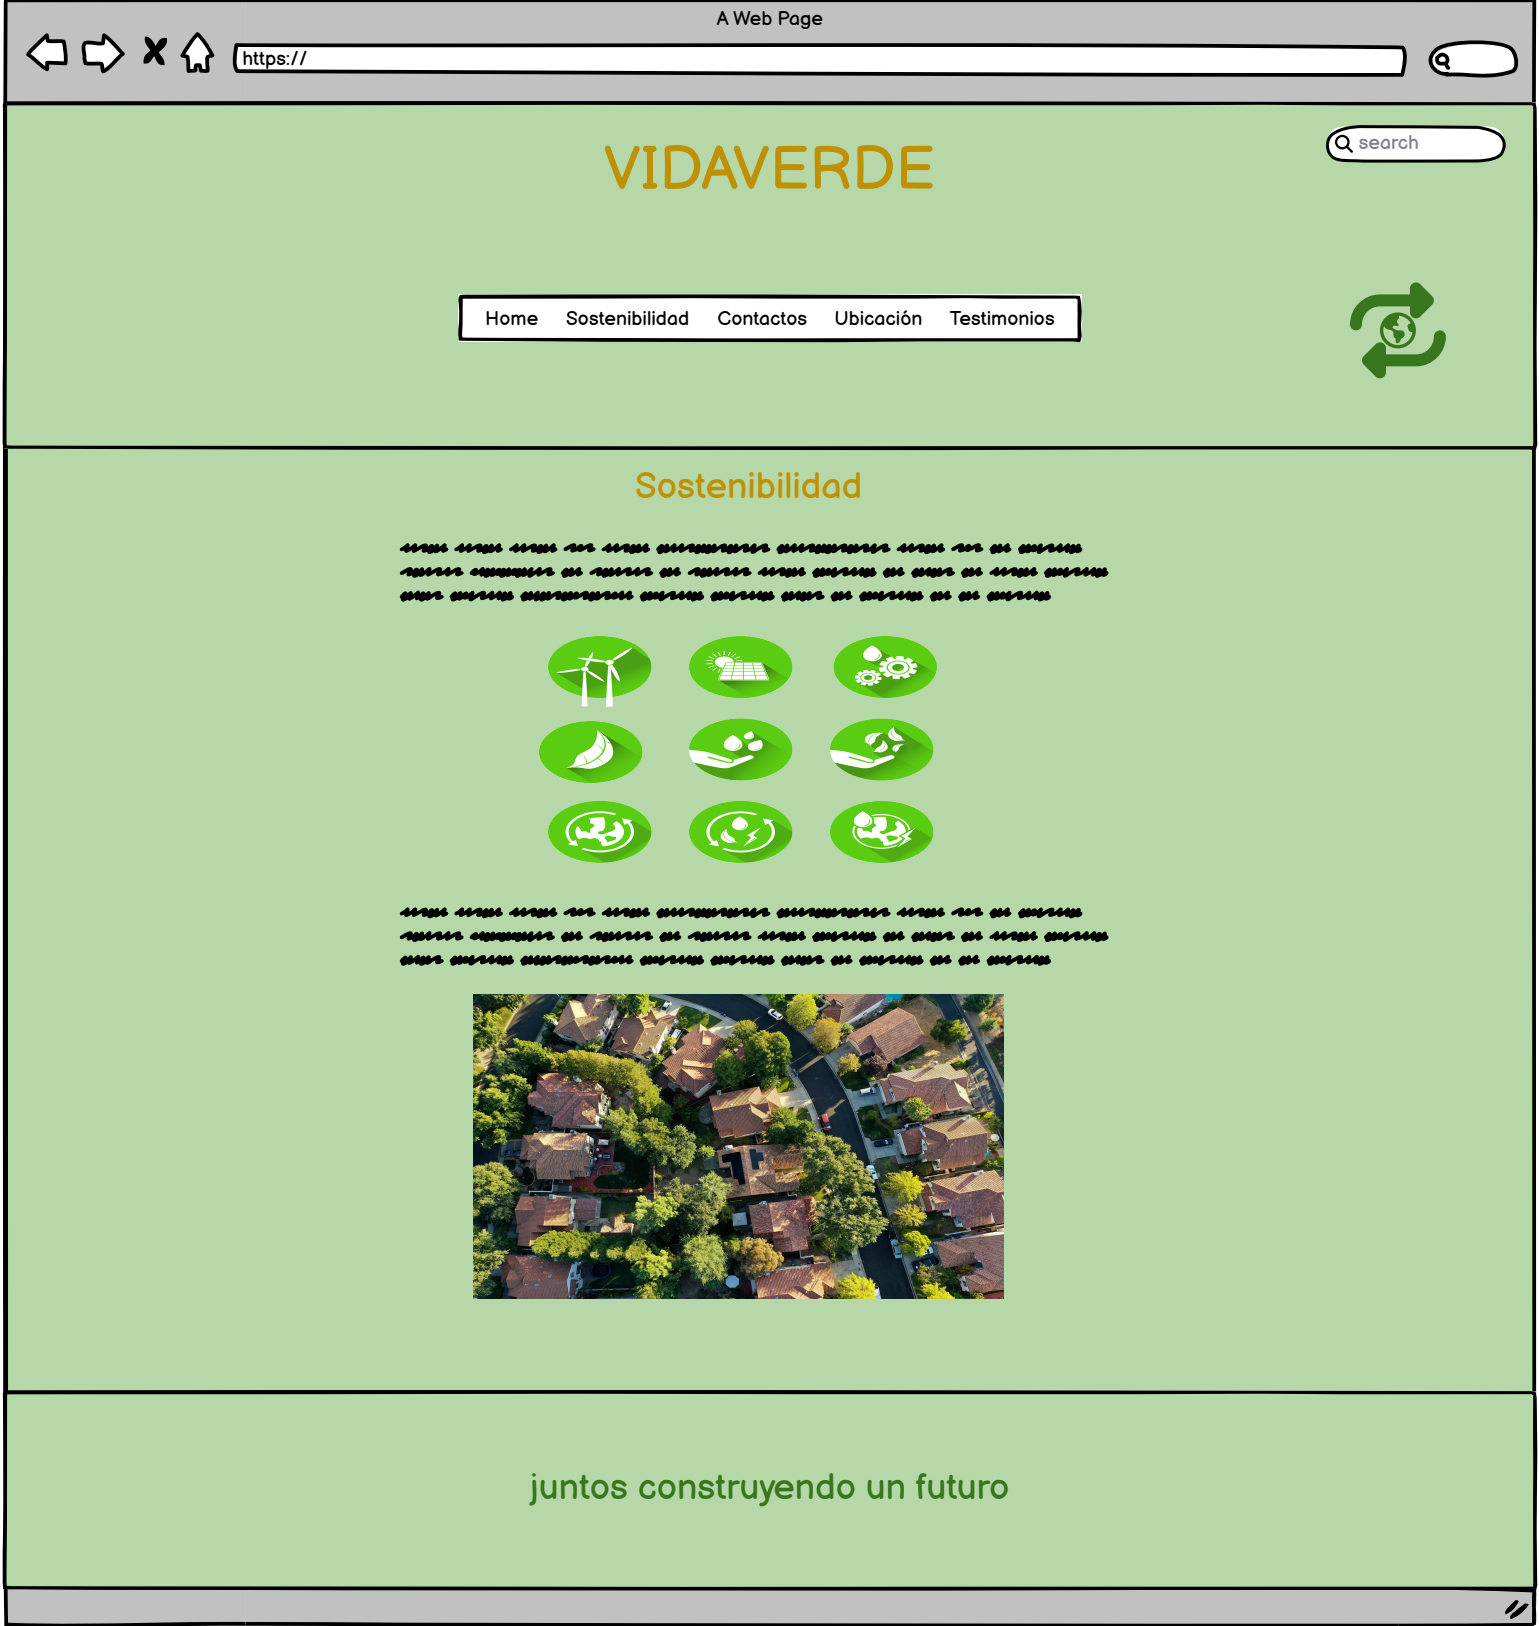 A Web Page
https://
search
VIDAVERDE
Home Sostenibilidad Contactos Ubicación Testimonios
Sostenibilidad
juntos construyendo un futuro